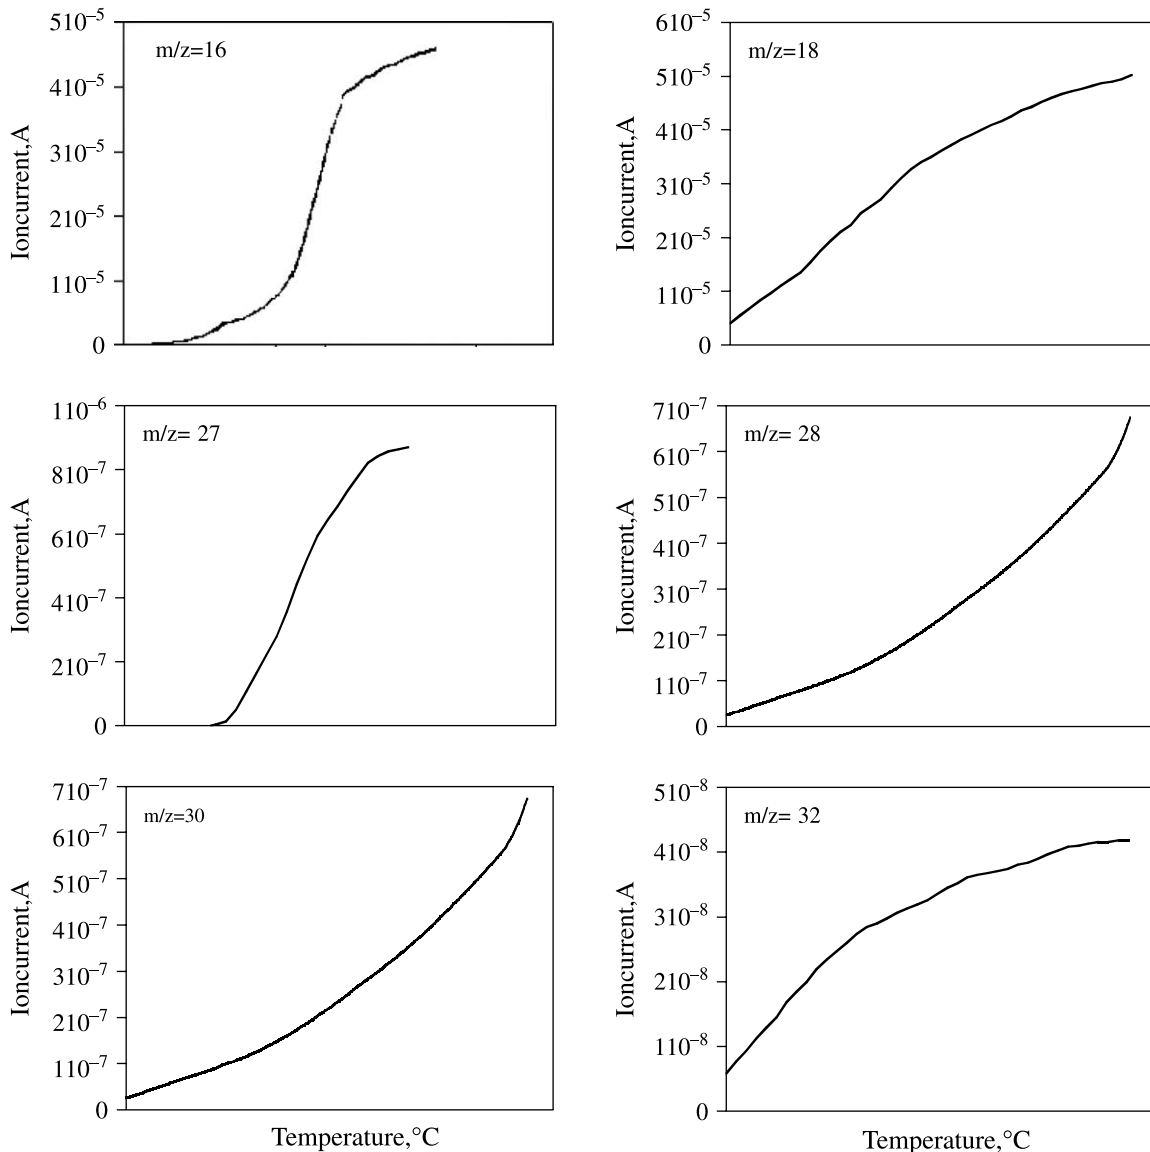 m/z=16
Ioncurrent,A
510⁻⁵
410⁻⁵
310⁻⁵
210⁻⁵
110⁻⁵
0
m/z=18
Ioncurrent,A
610⁻⁵
510⁻⁵
410⁻⁵
310⁻⁵
210⁻⁵
110⁻⁵
0
m/z= 27
Ioncurrent,A
110⁻⁶
810⁻⁷
610⁻⁷
410⁻⁷
210⁻⁷
0
m/z= 28
Ioncurrent,A
710⁻⁷
610⁻⁷
510⁻⁷
410⁻⁷
310⁻⁷
210⁻⁷
110⁻⁷
0
m/z=30
Ioncurrent,A
710⁻⁷
610⁻⁷
510⁻⁷
410⁻⁷
310⁻⁷
210⁻⁷
110⁻⁷
0
Temperature,°C
m/z= 32
Ioncurrent,A
510⁻⁸
410⁻⁸
310⁻⁸
210⁻⁸
110⁻⁸
0
Temperature,°C